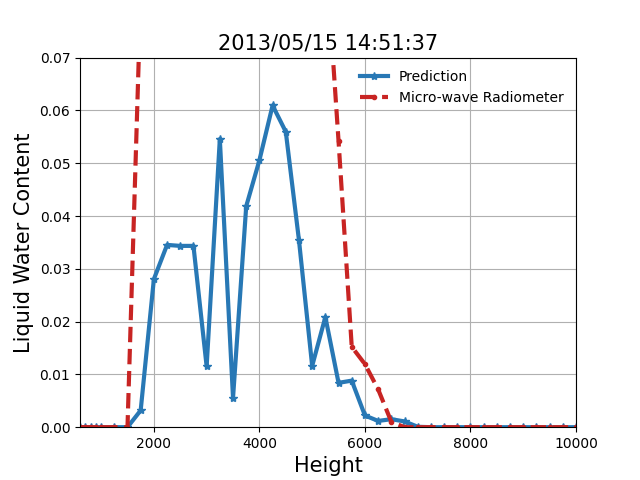 2013/05/15 14:51:37
Prediction
Micro-wave Radiometer
Liquid Water Content
0.07
0.06
0.05
0.04
0.03
0.02
0.01
0.00
2000 4000 6000 8000 10000
Height